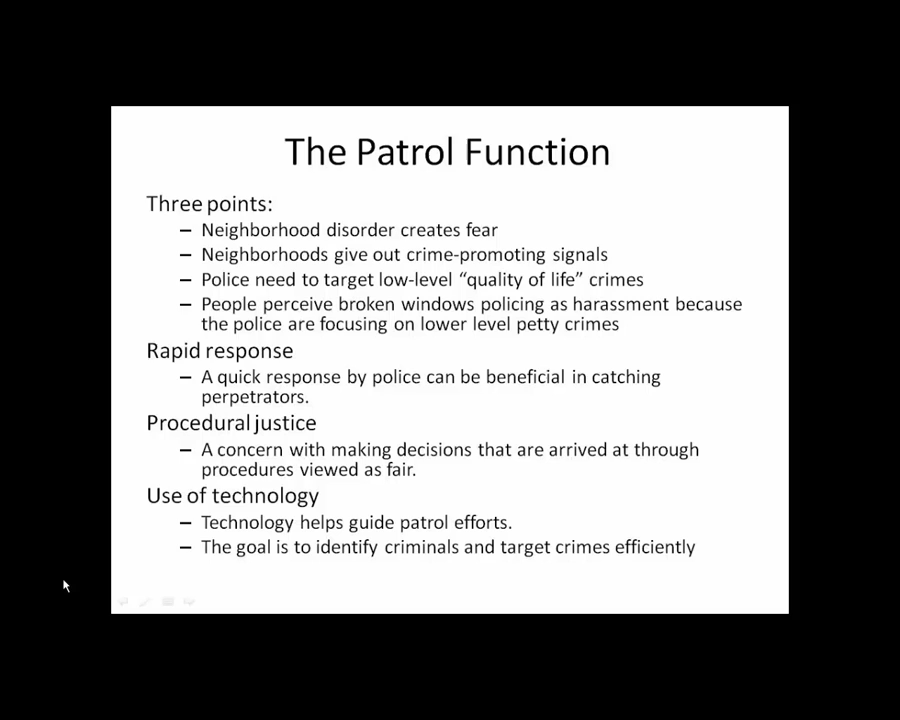 The Patrol Function
Three points:
– Neighborhood disorder creates fear
– Neighborhoods give out crime-promoting signals
– Police need to target low-level “quality of life” crimes
– People perceive broken windows policing as harassment because
the police are focusing on lower level petty crimes
Rapid response
– A quick response by police can be beneficial in catching
perpetrators.
Procedural justice
– A concern with making decisions that are arrived at through
procedures viewed as fair.
Use of technology
– Technology helps guide patrol efforts.
– The goal is to identify criminals and target crimes efficiently